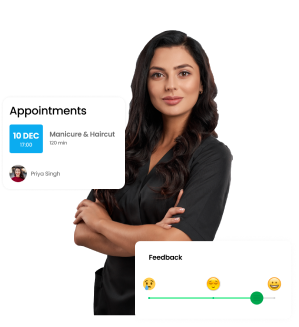 Appointments
10 DEC
17:00
Manicure & Haircut
120 min
Priya Singh
Feedback